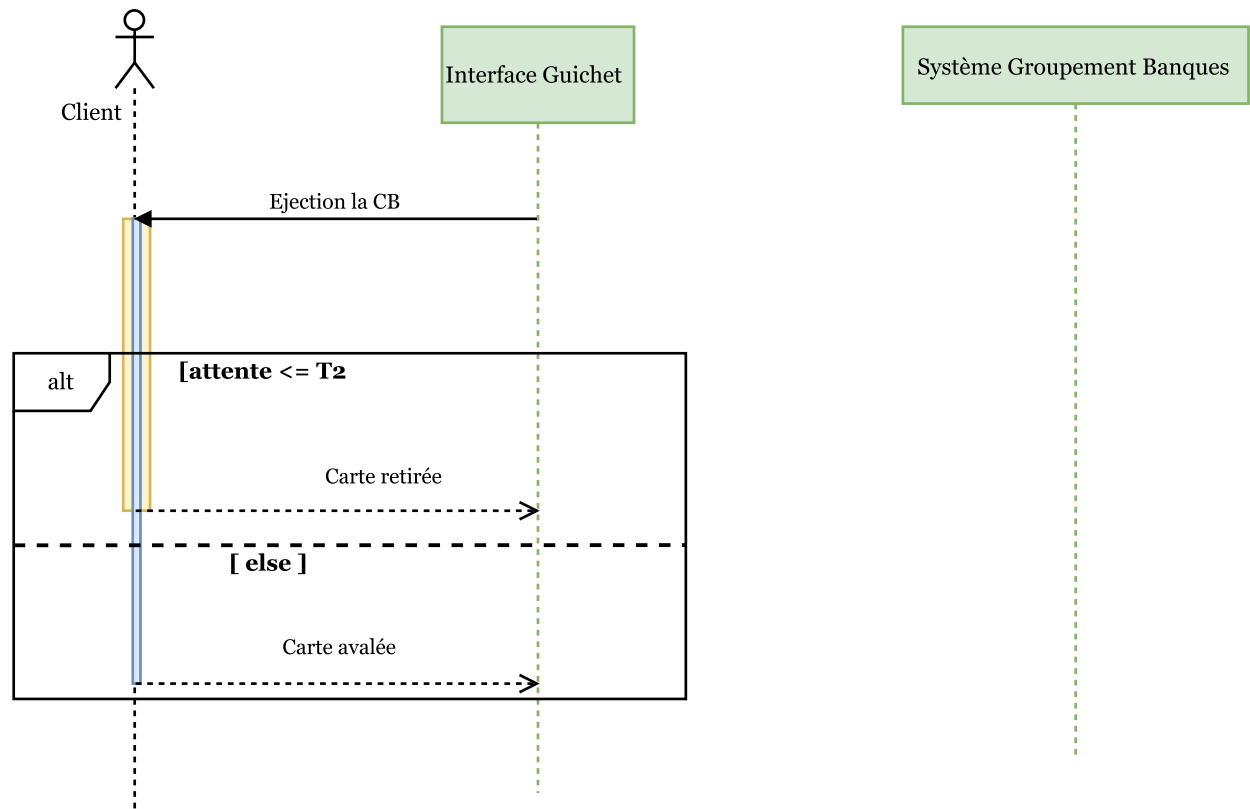 Client
Interface Guichet
Système Groupement Banques
Ejection la CB
alt
[attente <= T2
Carte retirée
[ else ]
Carte avalée